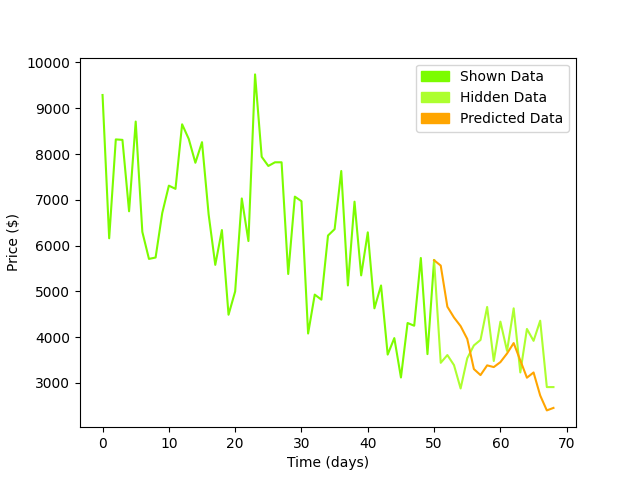 10000
9000
8000
7000
6000
5000
4000
3000
Price ($)
0 10 20 30 40 50 60 70
Time (days)
Shown Data
Hidden Data
Predicted Data